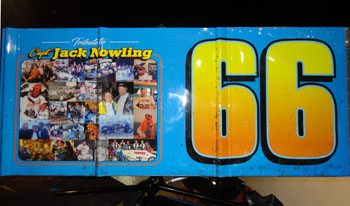 Tribute to
Capt. Jack Nowling
66